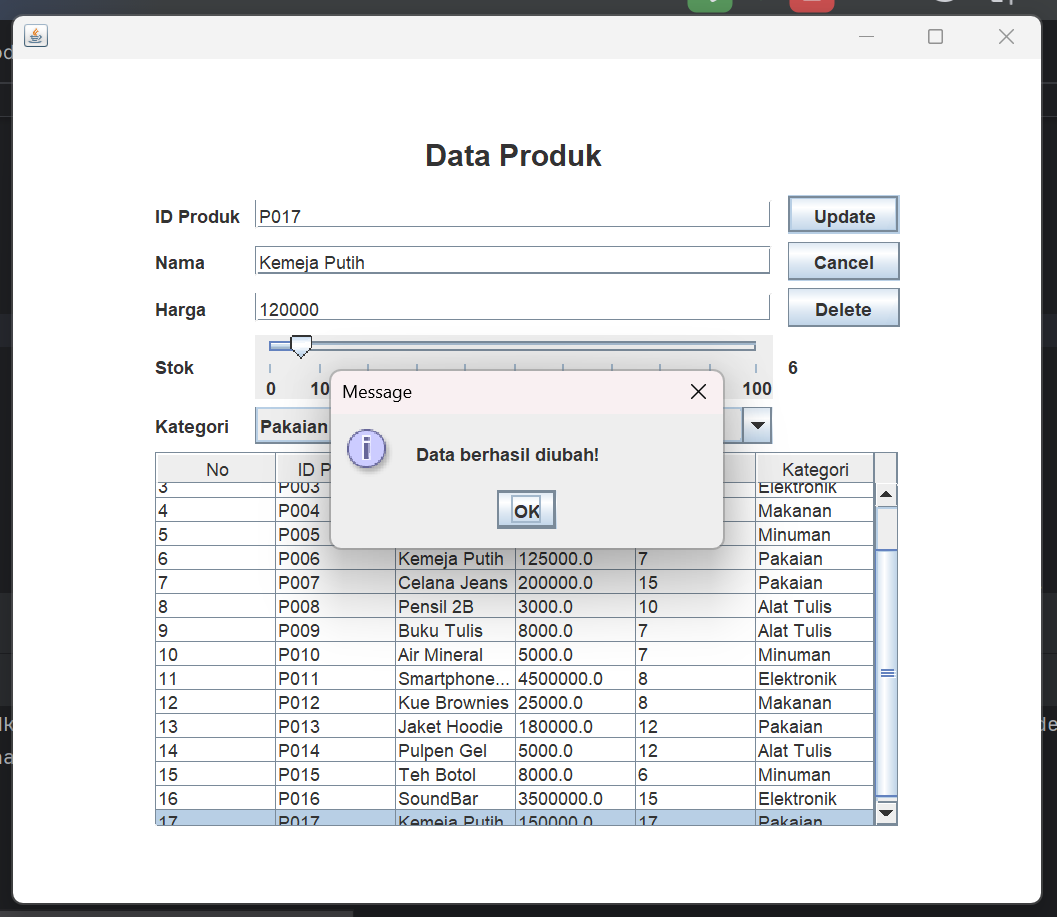 Data Produk
ID Produk P017 Update
Nama Kemeja Putih Cancel
Harga 120000 Delete
Stok 6
0 10 100
Kategori Pakaian
Message
Data berhasil diubah!
OK
No ID P Kategori
3 P003 Elektronik
4 P004 Makanan
5 P005 Minuman
6 P006 Kemeja Putih 125000.0 7 Pakaian
7 P007 Celana Jeans 200000.0 15 Pakaian
8 P008 Pensil 2B 3000.0 10 Alat Tulis
9 P009 Buku Tulis 8000.0 7 Alat Tulis
10 P010 Air Mineral 5000.0 7 Minuman
11 P011 Smartphone... 4500000.0 8 Elektronik
12 P012 Kue Brownies 25000.0 8 Makanan
13 P013 Jaket Hoodie 180000.0 12 Pakaian
14 P014 Pulpen Gel 5000.0 12 Alat Tulis
15 P015 Teh Botol 8000.0 6 Minuman
16 P016 SoundBar 3500000.0 15 Elektronik
17 P017 Kemeja Putih 150000.0 17 Pakaian